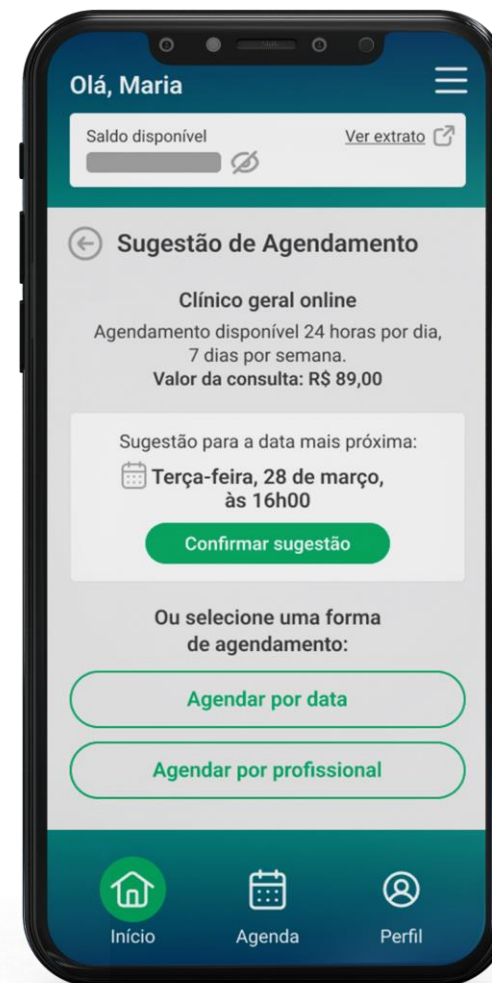 Olá, Maria
Saldo disponível
Ver extrato
Sugestão de Agendamento
Clínico geral online
Agendamento disponível 24 horas por dia,
7 dias por semana.
Valor da consulta: R$ 89,00
Sugestão para a data mais próxima:
Terça-feira, 28 de março,
às 16h00
Confirmar sugestão
Ou selecione uma forma
de agendamento:
Agendar por data
Agendar por profissional
Início
Agenda
Perfil